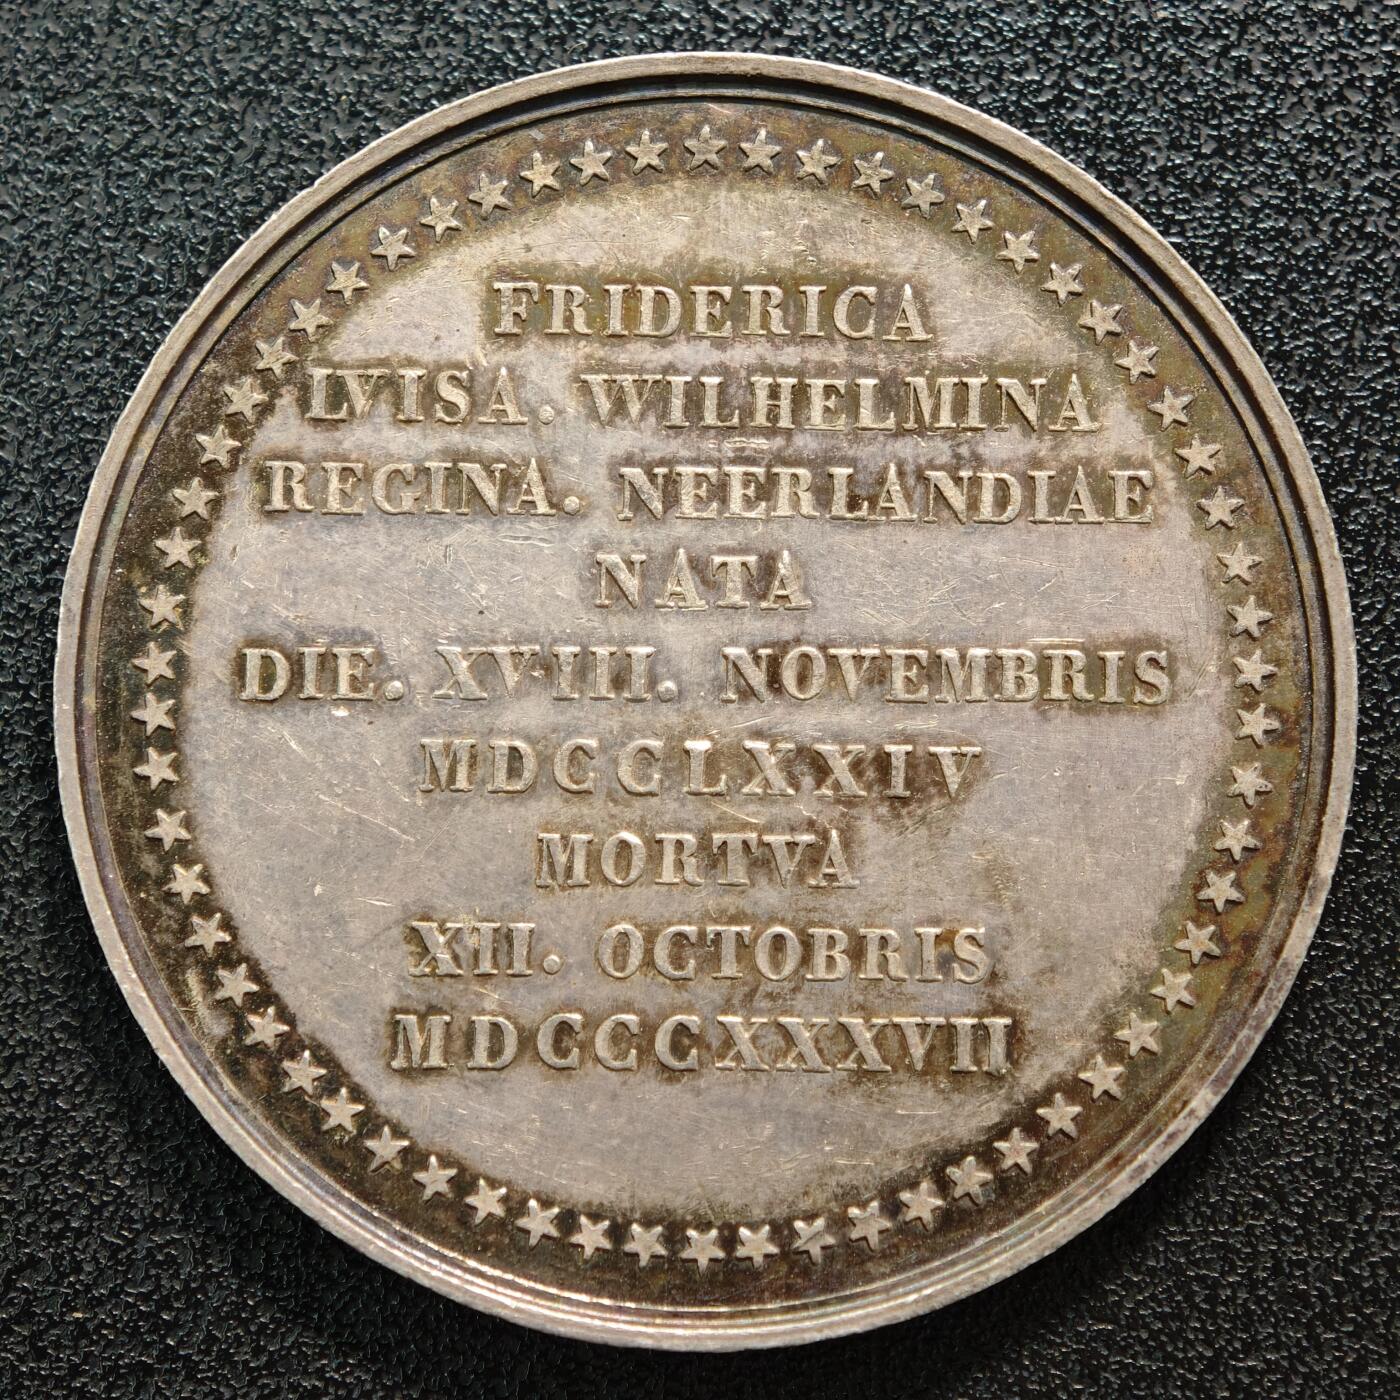 FRIDERICA
LVISA. WILHELMINA
REGINA. NEERLANDIAE
NATA
DIE. XVIII. NOVEMBRIS
MDCCLXXIV
MORTVA
XII. OCTOBRIS
MDCCCXXXVII